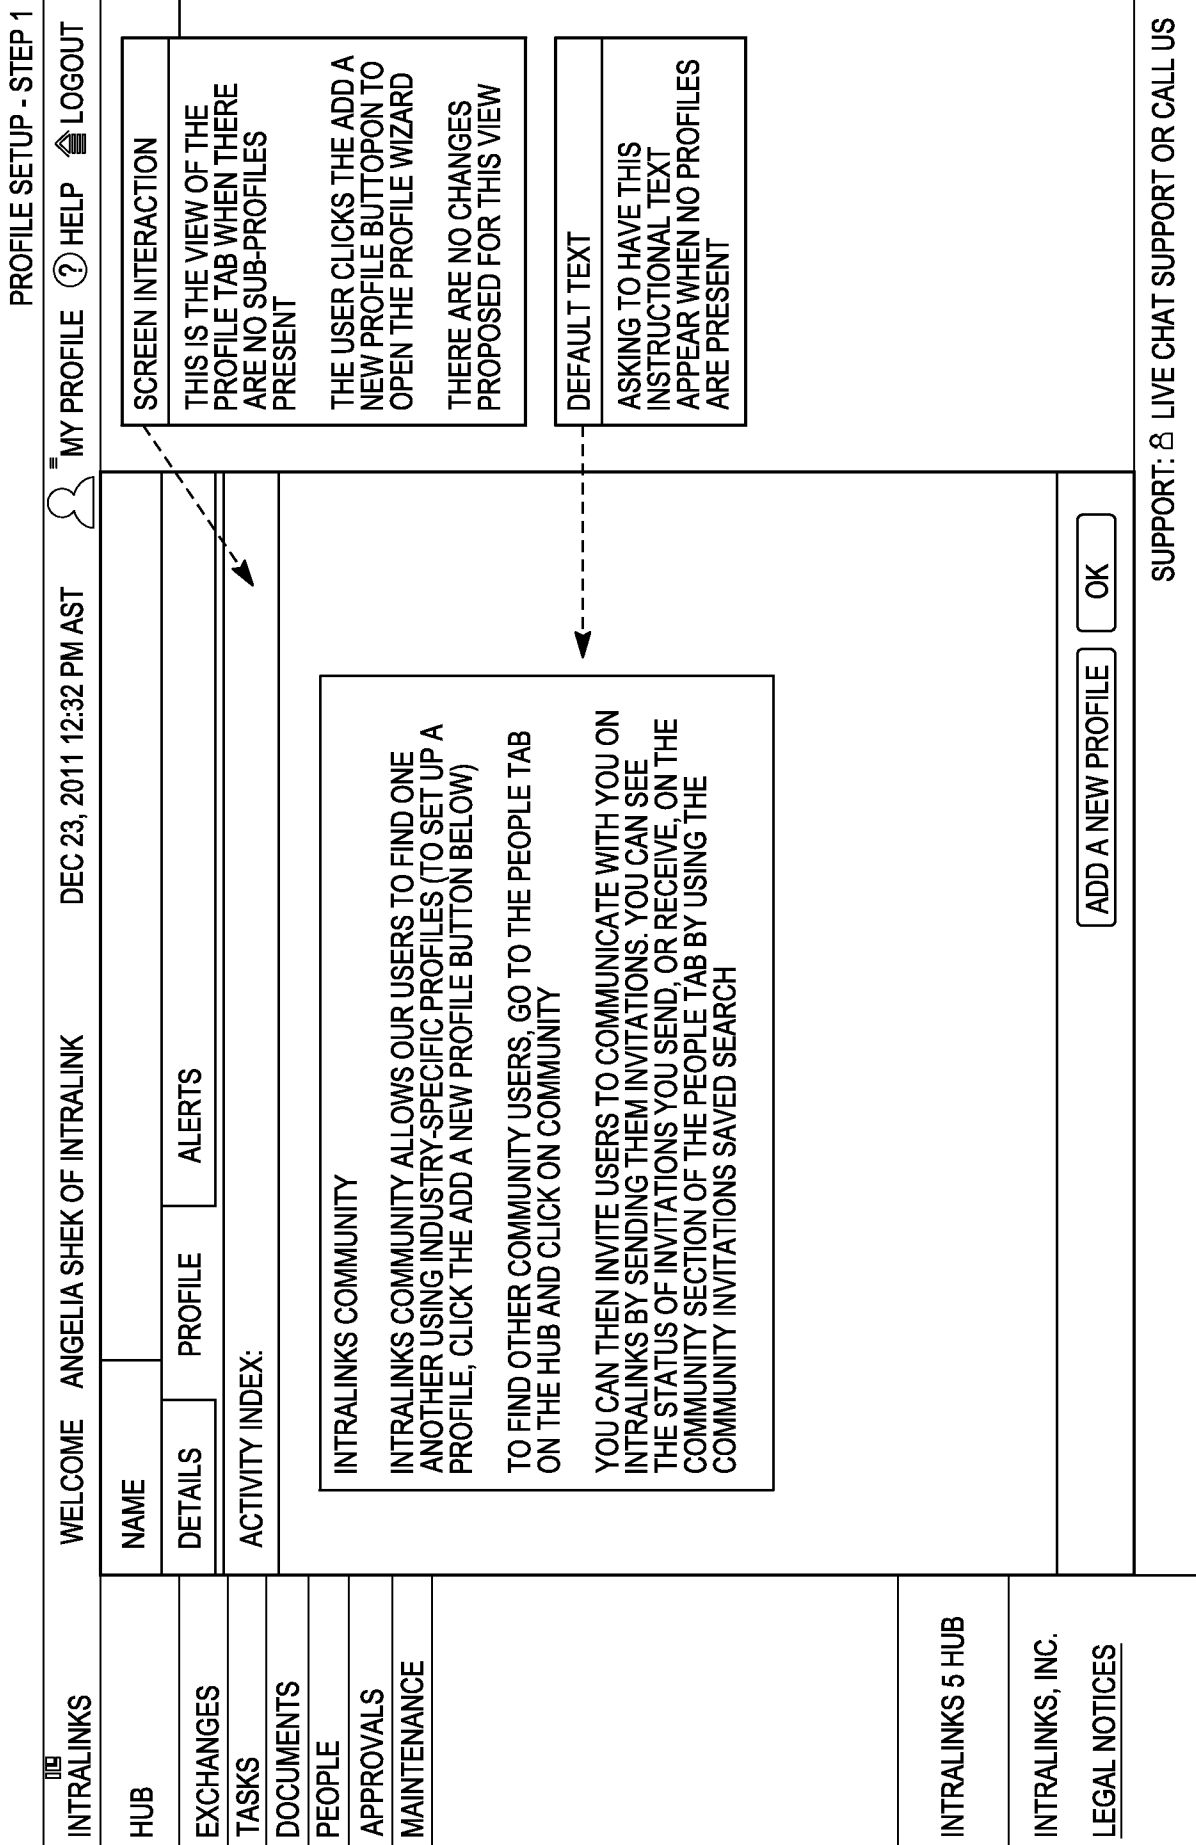 PROFILE SETUP - STEP 1
INTRALINKS
WELCOME ANGELIA SHEK OF INTRALINK
DEC 23, 2011 12:32 PM AST
MY PROFILE
? HELP
LOGOUT
HUB
EXCHANGES
TASKS
DOCUMENTS
PEOPLE
APPROVALS
MAINTENANCE
INTRALINKS 5 HUB
INTRALINKS, INC.
LEGAL NOTICES
NAME
DETAILS
PROFILE
ALERTS
ACTIVITY INDEX:
INTRALINKS COMMUNITY
INTRALINKS COMMUNITY ALLOWS OUR USERS TO FIND ONE
ANOTHER USING INDUSTRY-SPECIFIC PROFILES (TO SET UP A
PROFILE, CLICK THE ADD A NEW PROFILE BUTTON BELOW)
TO FIND OTHER COMMUNITY USERS, GO TO THE PEOPLE TAB
ON THE HUB AND CLICK ON COMMUNITY
YOU CAN THEN INVITE USERS TO COMMUNICATE WITH YOU ON
INTRALINKS BY SENDING THEM INVITATIONS. YOU CAN SEE
THE STATUS OF INVITATIONS YOU SEND, OR RECEIVE, ON THE
COMMUNITY SECTION OF THE PEOPLE TAB BY USING THE
COMMUNITY INVITATIONS SAVED SEARCH
ADD A NEW PROFILE
OK
SCREEN INTERACTION
THIS IS THE VIEW OF THE
PROFILE TAB WHEN THERE
ARE NO SUB-PROFILES
PRESENT
THE USER CLICKS THE ADD A
NEW PROFILE BUTTOPON TO
OPEN THE PROFILE WIZARD
THERE ARE NO CHANGES
PROPOSED FOR THIS VIEW
DEFAULT TEXT
ASKING TO HAVE THIS
INSTRUCTIONAL TEXT
APPEAR WHEN NO PROFILES
ARE PRESENT
SUPPORT: LIVE CHAT SUPPORT OR CALL US